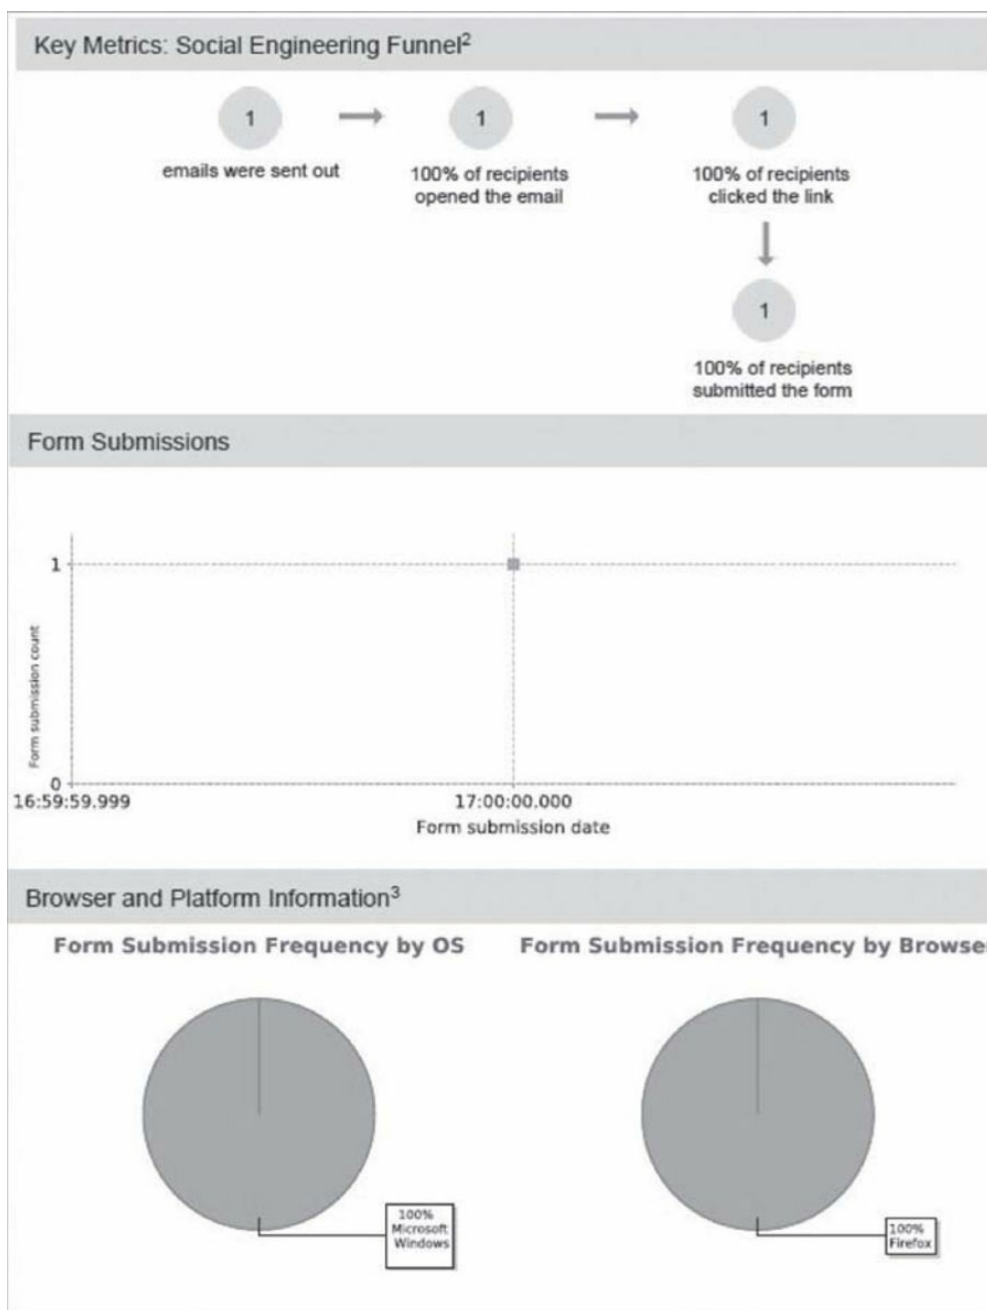 Key Metrics: Social Engineering Funnel²
1
1
1
emails were sent out
100% of recipients
opened the email
100% of recipients
clicked the link
1
100% of recipients
submitted the form
Form Submissions
Form submission count
1
0
16:59:59.999
17:00:00.000
Form submission date
Browser and Platform Information³
Form Submission Frequency by OS
Form Submission Frequency by Browse
100%
Microsoft
Windows
100%
Firefox